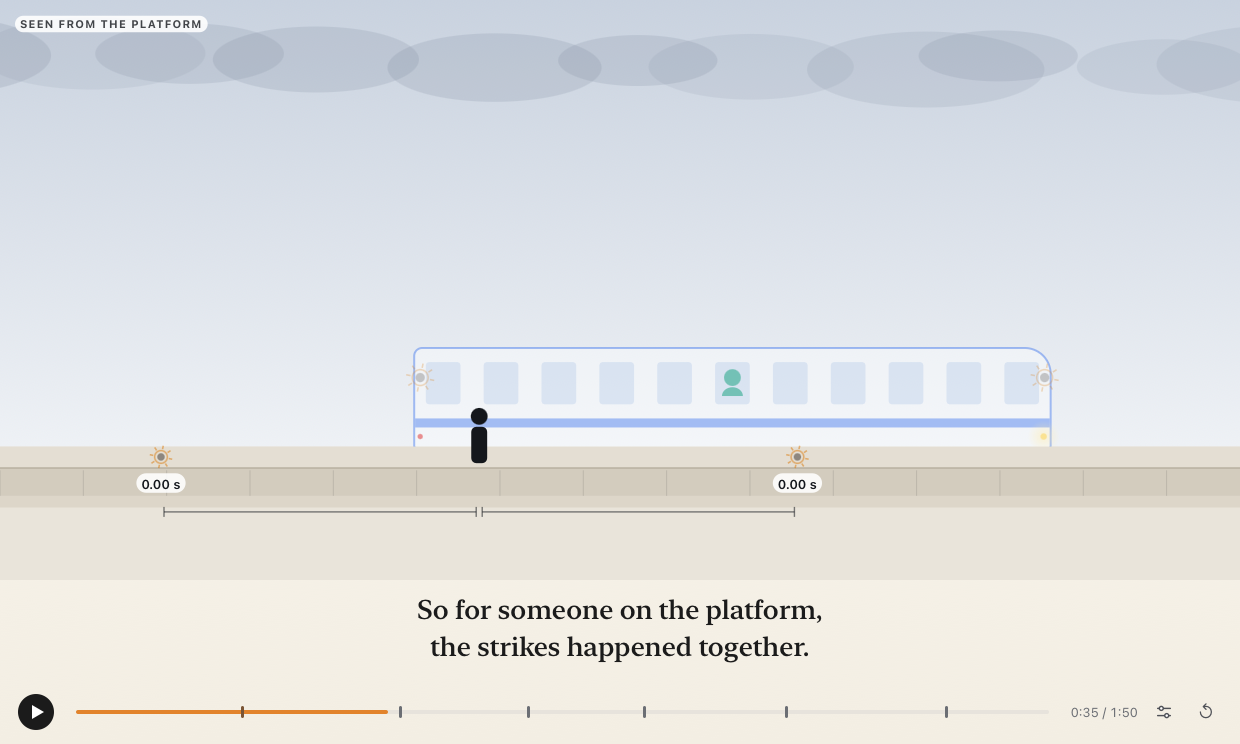 SEEN FROM THE PLATFORM
0.00 s
0.00 s
So for someone on the platform,
the strikes happened together.
0:35 / 1:50